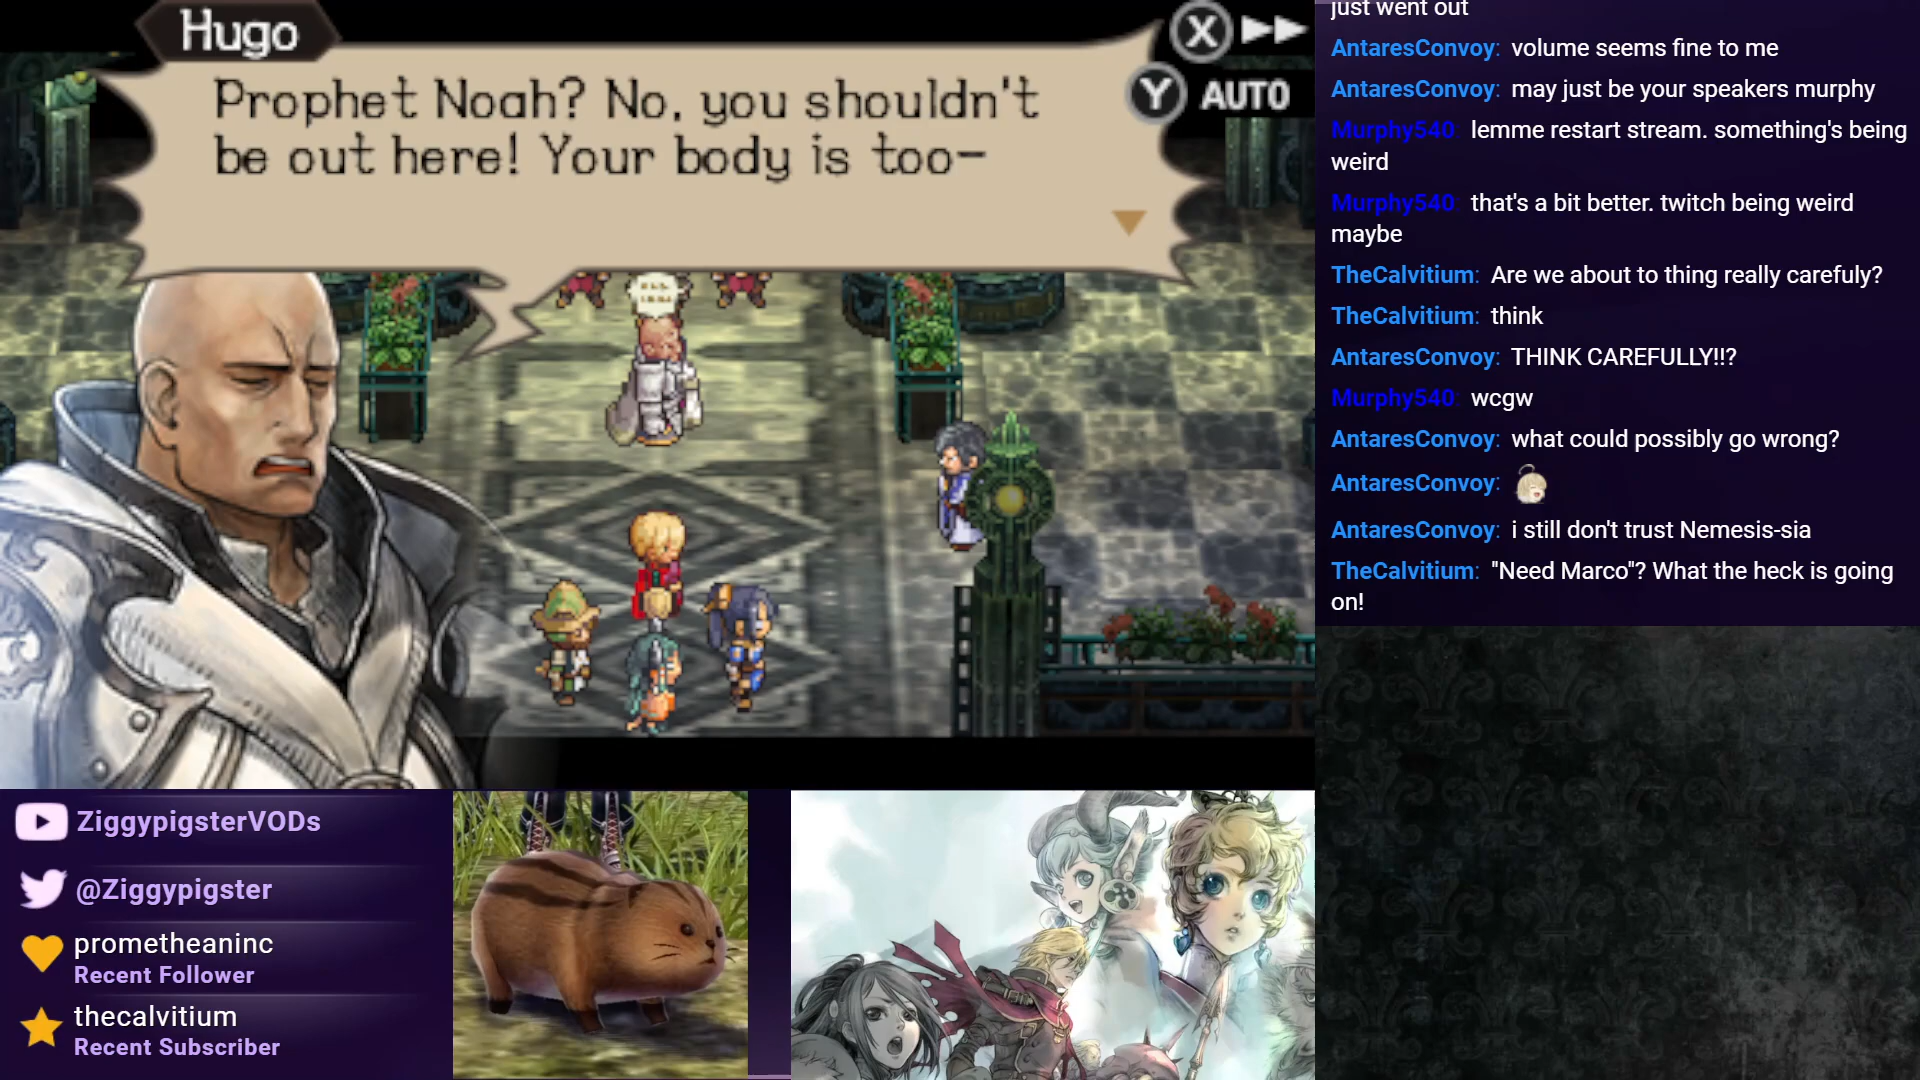 Hugo
Prophet Noah? No, you shouldn't
be out here! Your body is too-
X
Y AUTO
just went out
AntaresConvoy: volume seems fine to me
AntaresConvoy: may just be your speakers murphy
Murphy540: lemme restart stream. something's being
weird
Murphy540: that's a bit better. twitch being weird
maybe
TheCalvitium: Are we about to thing really carefuly?
TheCalvitium: think
AntaresConvoy: THINK CAREFULLY!!?
Murphy540: wcgw
AntaresConvoy: what could possibly go wrong?
AntaresConvoy:
AntaresConvoy: i still don't trust Nemesis-sia
TheCalvitium: "Need Marco"? What the heck is going
on!
ZiggypigsterVODs
@Ziggypigster
prometheaninc
Recent Follower
thecalvitium
Recent Subscriber